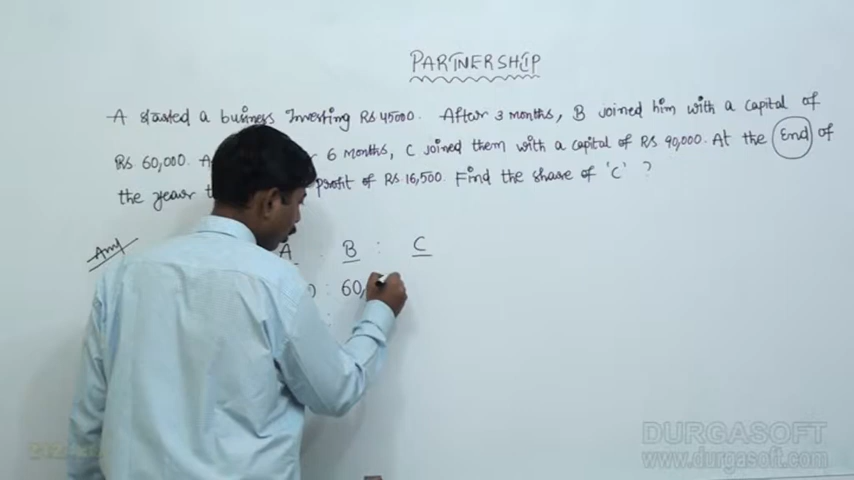 PARTNERSHIP
A started a business Investing Rs 45000. After 3 months, B joined him with a capital of
Rs 60,000. 6 Months, C joined them with a capital of RS 90,000. At the End of
the year profit of Rs 16,500. Find the share of 'C' ?
Ans
A : B : C
: 60,
DURGASOFT
www.durgasoft.com